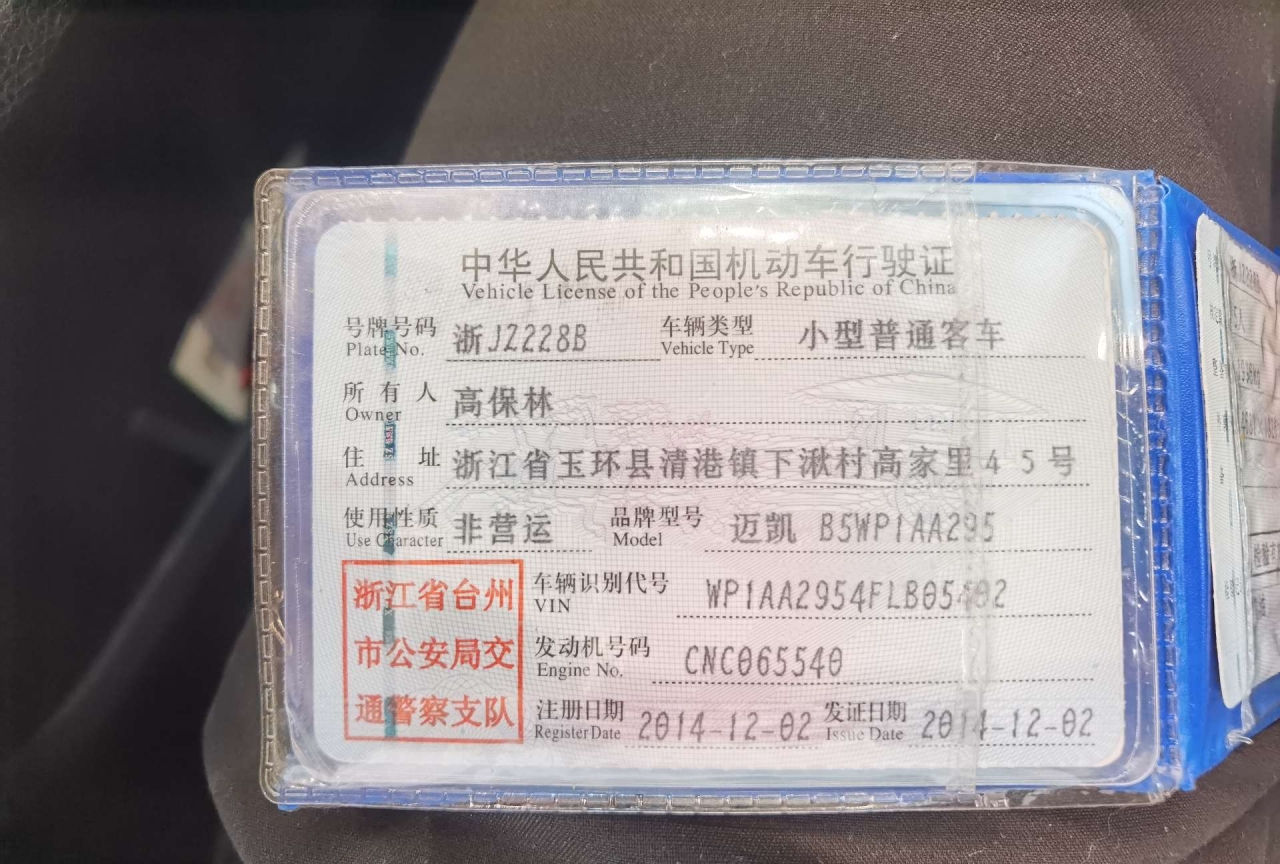 中华人民共和国机动车行驶证
Vehicle License of the People's Republic of China
号牌号码 浙JZ228B 车辆类型 小型普通客车
Plate No. Vehicle Type
所有人 高保林
Owner
住址 浙江省玉环县清港镇下湫村高家里45号
Address
使用性质 非营运 品牌型号 迈凯 B5WP1AA295
Use Character Model
浙江省台州
市公安局交
通警察支队
车辆识别代号
VIN
发动机号码 CNC065540
Engine No.
注册日期 2014-12-02 发证日期 2014-12-02
Register Date Issue Date